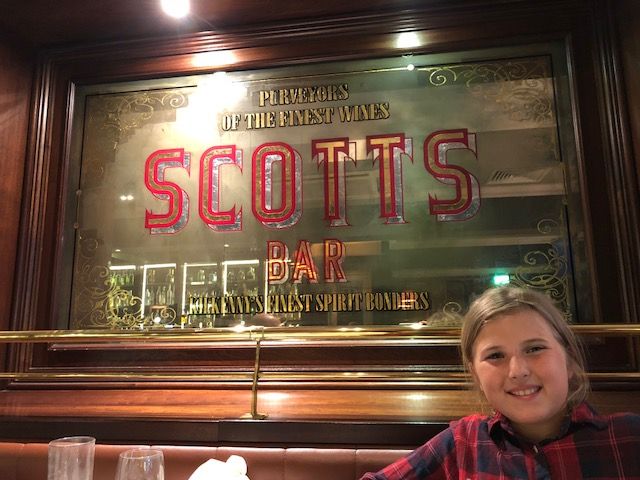 PURVEYORS
OF THE FINEST WINES
SCOTTS
BAR
KILKENNY'S FINEST SPIRIT BONDERS